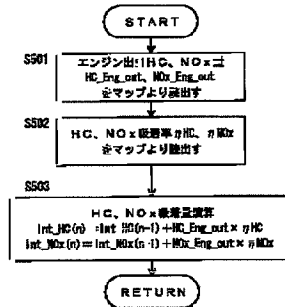 START
S501
エンジン出口HC、NOx量
HC_Eng_out、NOx_Eng_out
をマップより読出す
S502
HC、NOx吸着率ηHC、ηNOx
をマップより読出す
S503
HC、NOx吸着量演算
Int_HC(n)=Int_HC(n-1)+HC_Eng_out×ηHC
Int_NOx(n)=Int_NOx(n-1)+NOx_Eng_out×ηNOx
RETURN